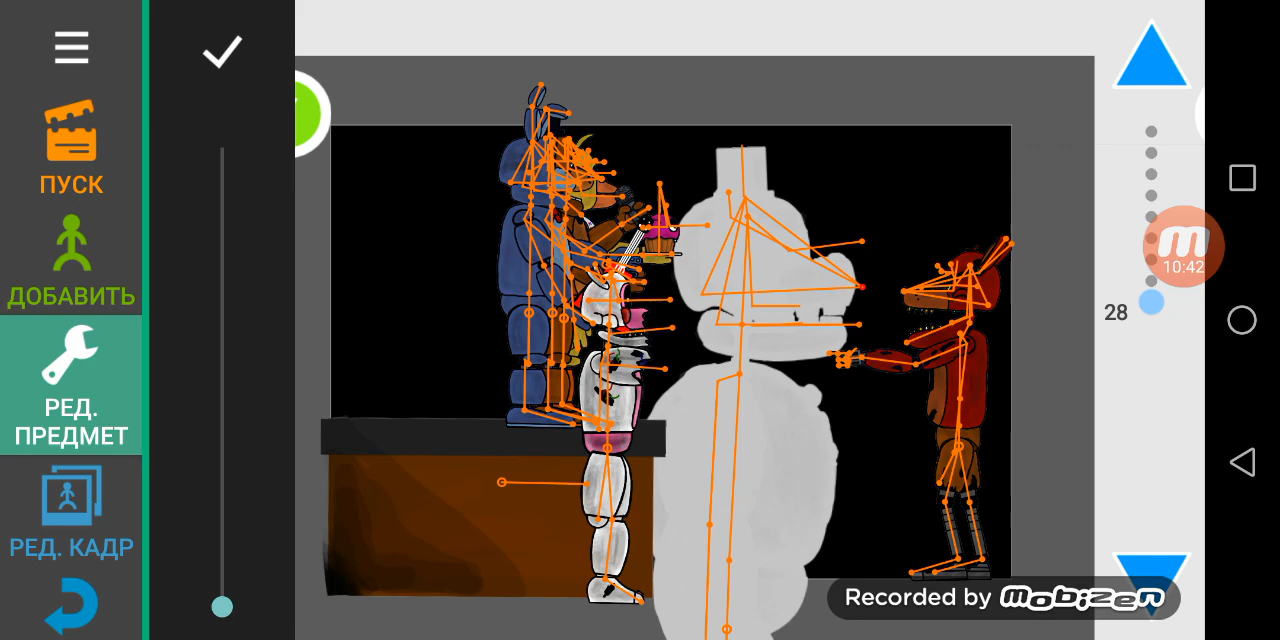 ПУСК
ДОБАВИТЬ
РЕД.
ПРЕДМЕТ
РЕД. КАДР
28
10:42
Recorded by mobizen